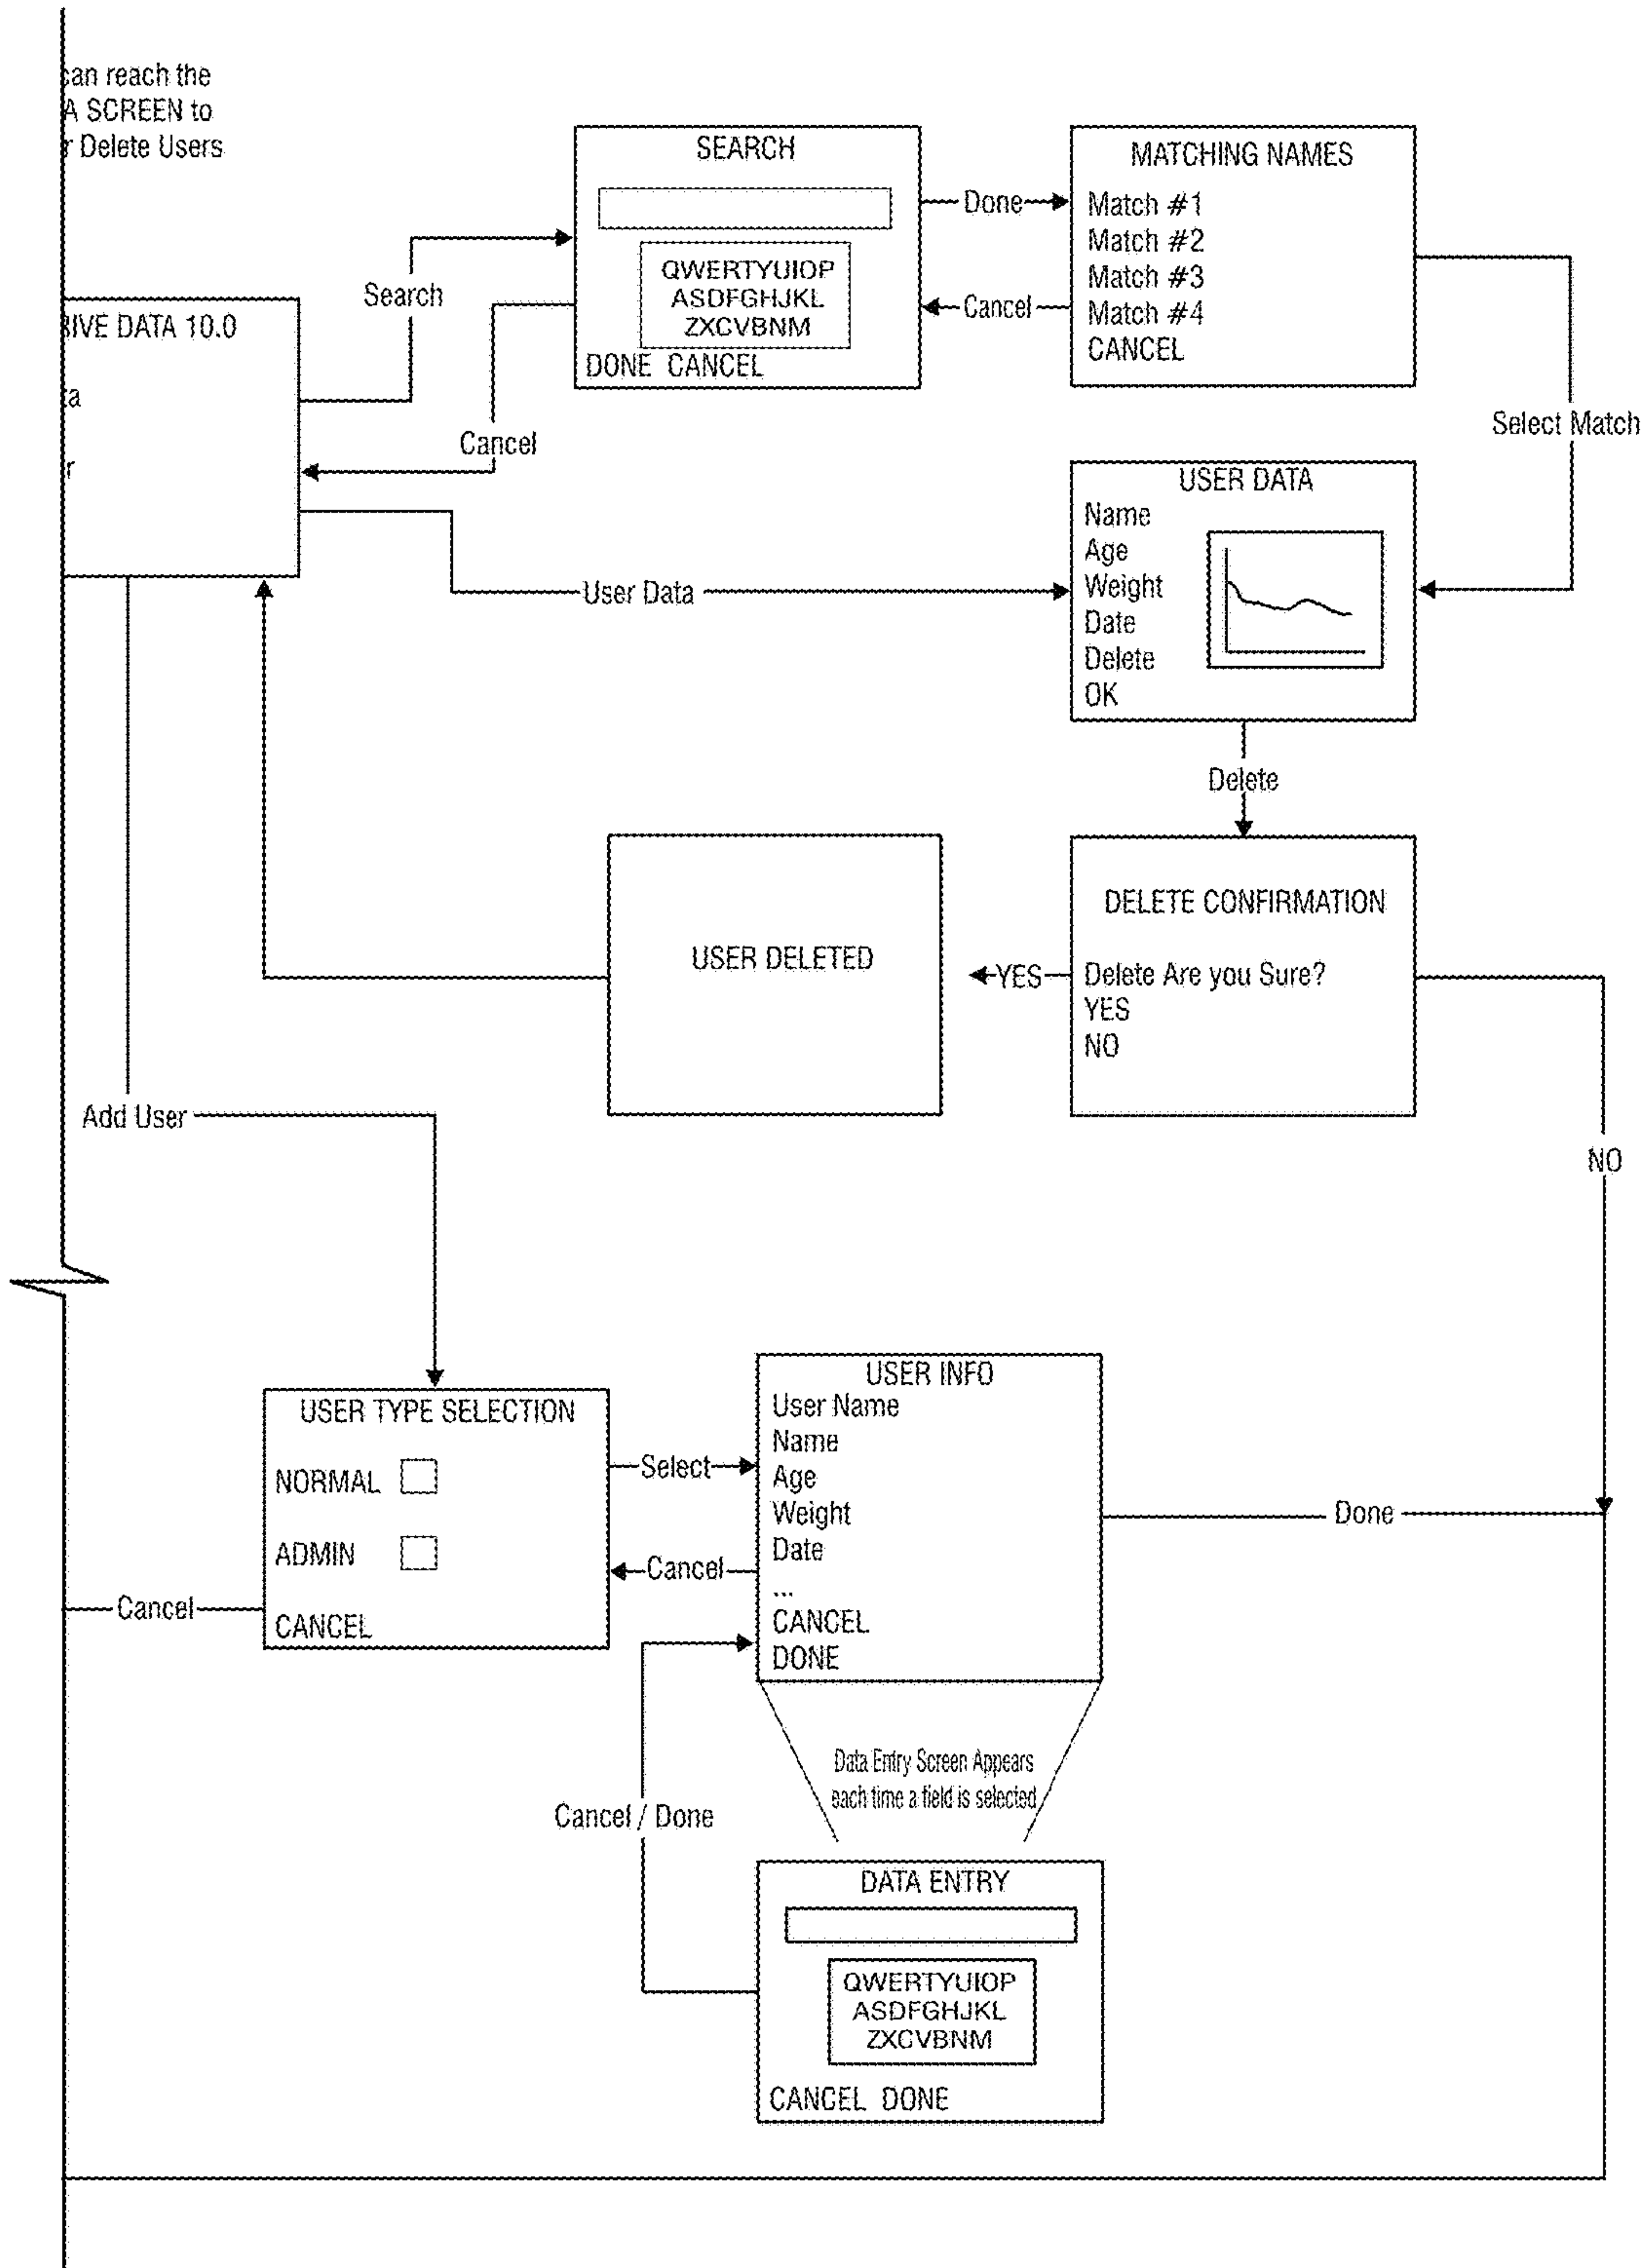 can reach the
A SCREEN to
r Delete Users
SEARCH
QWERTYUIOP
ASDFGHJKL
ZXCVBNM
DONE CANCEL
Done
Cancel
MATCHING NAMES
Match #1
Match #2
Match #3
Match #4
CANCEL
Search
Cancel
IVE DATA 10.0
ta
r
Select Match
User Data
USER DATA
Name
Age
Weight
Date
Delete
OK
Delete
USER DELETED
YES
DELETE CONFIRMATION
Delete Are you Sure?
YES
NO
NO
Add User
USER TYPE SELECTION
NORMAL
ADMIN
CANCEL
Cancel
Select
Cancel
USER INFO
User Name
Name
Age
Weight
Date
...
CANCEL
DONE
Done
Data Entry Screen Appears
each time a field is selected
Cancel / Done
DATA ENTRY
QWERTYUIOP
ASDFGHJKL
ZXCVBNM
CANCEL DONE